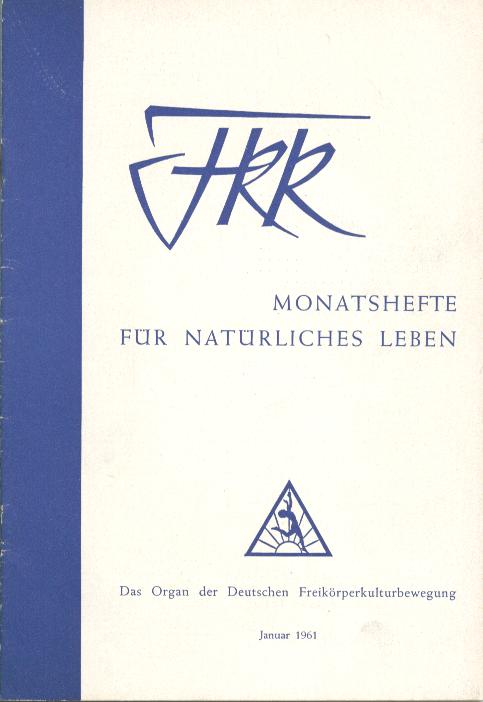 FKK
MONATSHEFTE
FÜR NATÜRLICHES LEBEN
Das Organ der Deutschen Freikörperkulturbewegung
Januar 1961